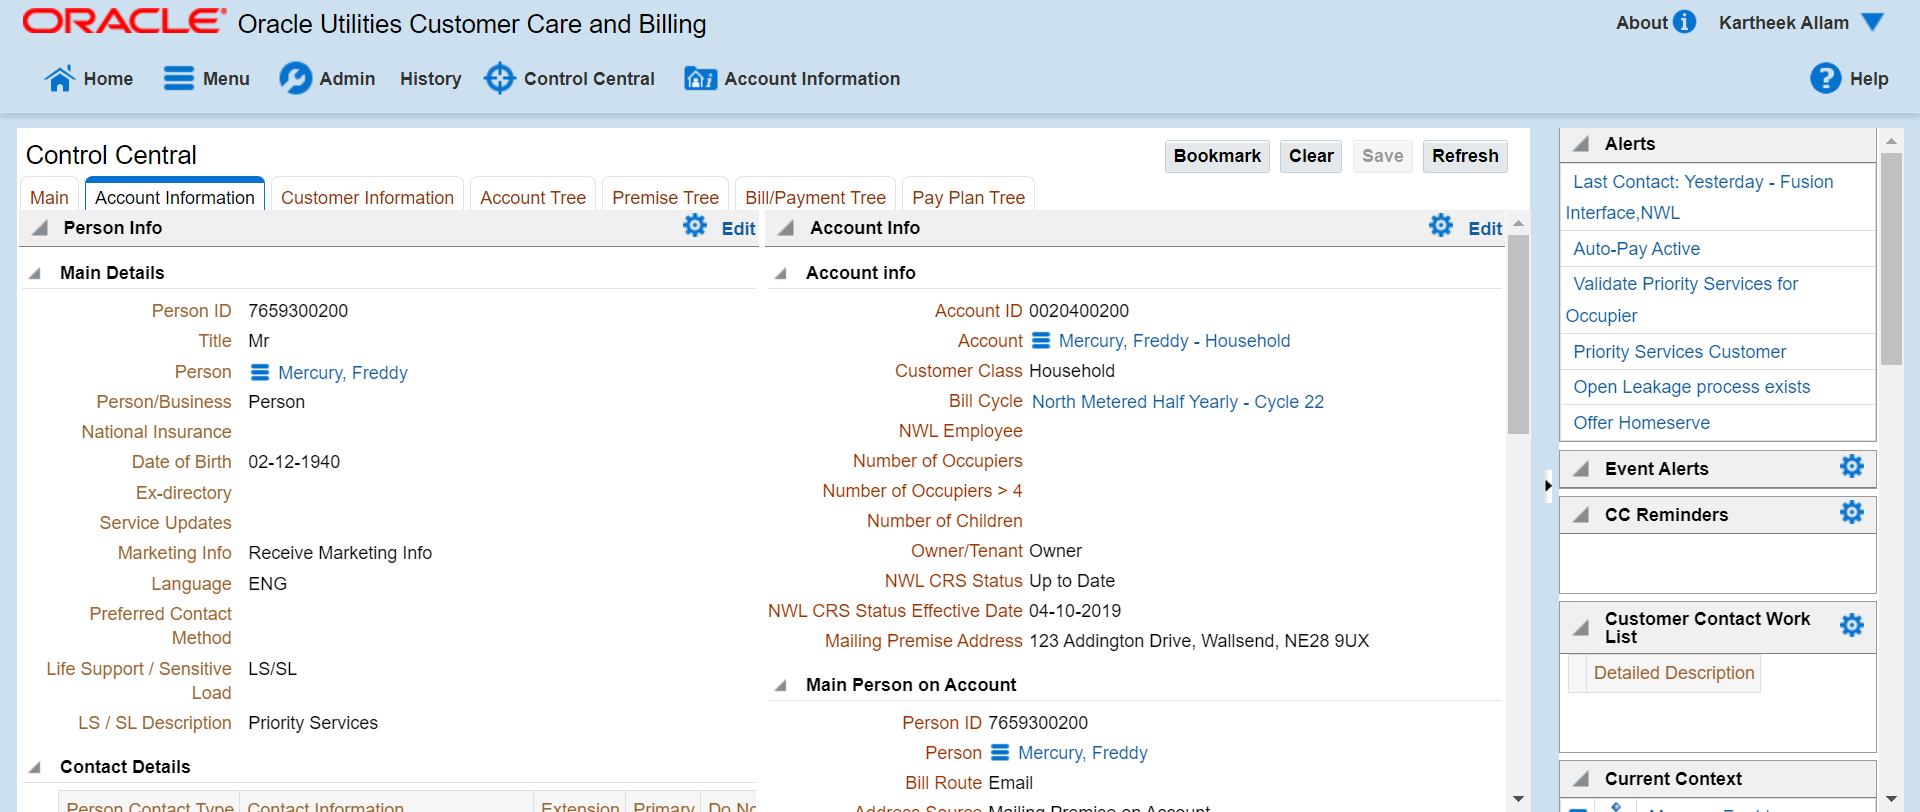 ORACLE Oracle Utilities Customer Care and Billing
About Kartheek Allam
Home Menu Admin History Control Central Account Information Help
Control Central
Bookmark Clear Save Refresh
Main Account Information Customer Information Account Tree Premise Tree Bill/Payment Tree Pay Plan Tree
Person Info Edit
Main Details
Person ID 7659300200
Title Mr
Person Mercury, Freddy
Person/Business Person
National Insurance
Date of Birth 02-12-1940
Ex-directory
Service Updates
Marketing Info Receive Marketing Info
Language ENG
Preferred Contact
Method
Life Support / Sensitive LS/SL
Load
LS / SL Description Priority Services
Contact Details
Person Contact Type Contact Information Extension Primary Do No
Account Info Edit
Account info
Account ID 0020400200
Account Mercury, Freddy - Household
Customer Class Household
Bill Cycle North Metered Half Yearly - Cycle 22
NWL Employee
Number of Occupiers
Number of Occupiers > 4
Number of Children
Owner/Tenant Owner
NWL CRS Status Up to Date
NWL CRS Status Effective Date 04-10-2019
Mailing Premise Address 123 Addington Drive, Wallsend, NE28 9UX
Main Person on Account
Person ID 7659300200
Person Mercury, Freddy
Bill Route Email
Address Source Mailing Premise on Account
Alerts
Last Contact: Yesterday - Fusion
Interface,NWL
Auto-Pay Active
Validate Priority Services for
Occupier
Priority Services Customer
Open Leakage process exists
Offer Homeserve
Event Alerts
CC Reminders
Customer Contact Work
List
Detailed Description
Current Context